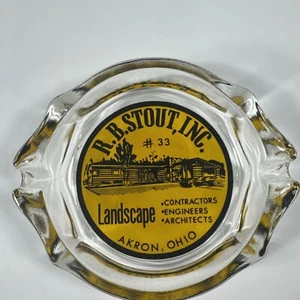 R.B. STOUT, INC.
# 33
Landscape
•CONTRACTORS
•ENGINEERS
•ARCHITECTS
AKRON, OHIO